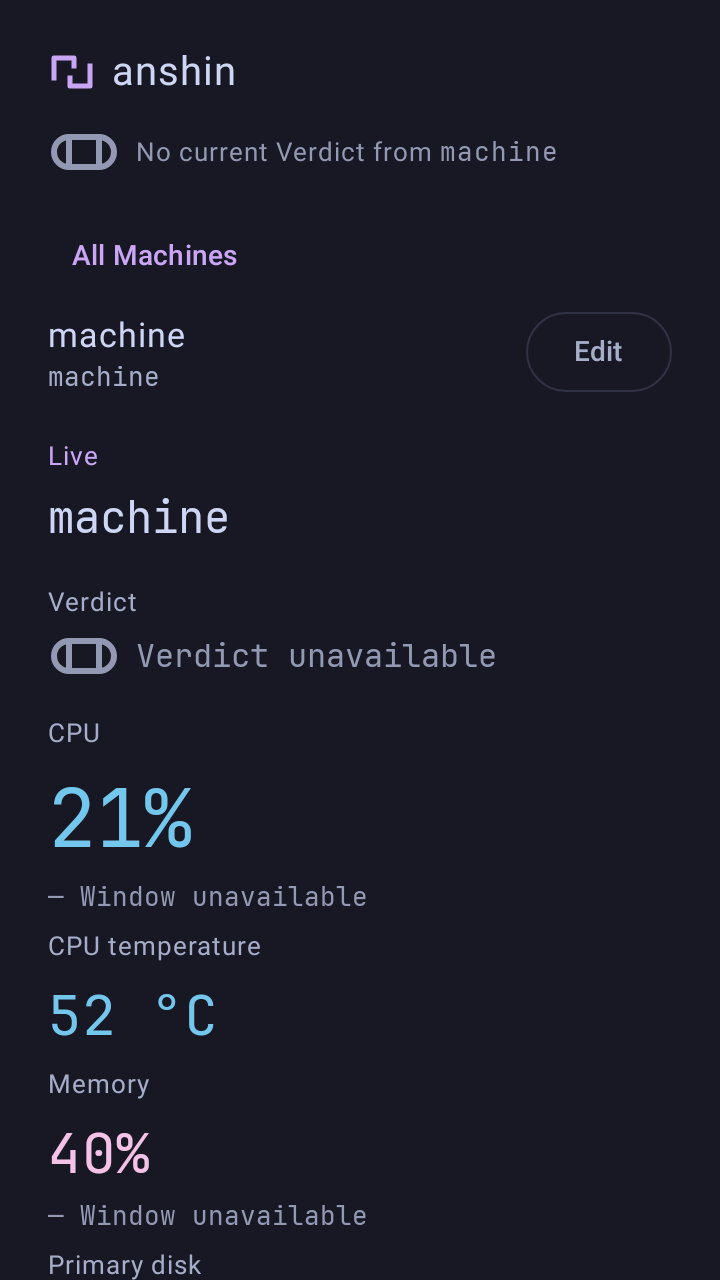 anshin
No current Verdict from machine
All Machines
machine
Edit
machine
Live
machine
Verdict
Verdict unavailable
CPU
21%
— Window unavailable
CPU temperature
52 °C
Memory
40%
— Window unavailable
Primary disk